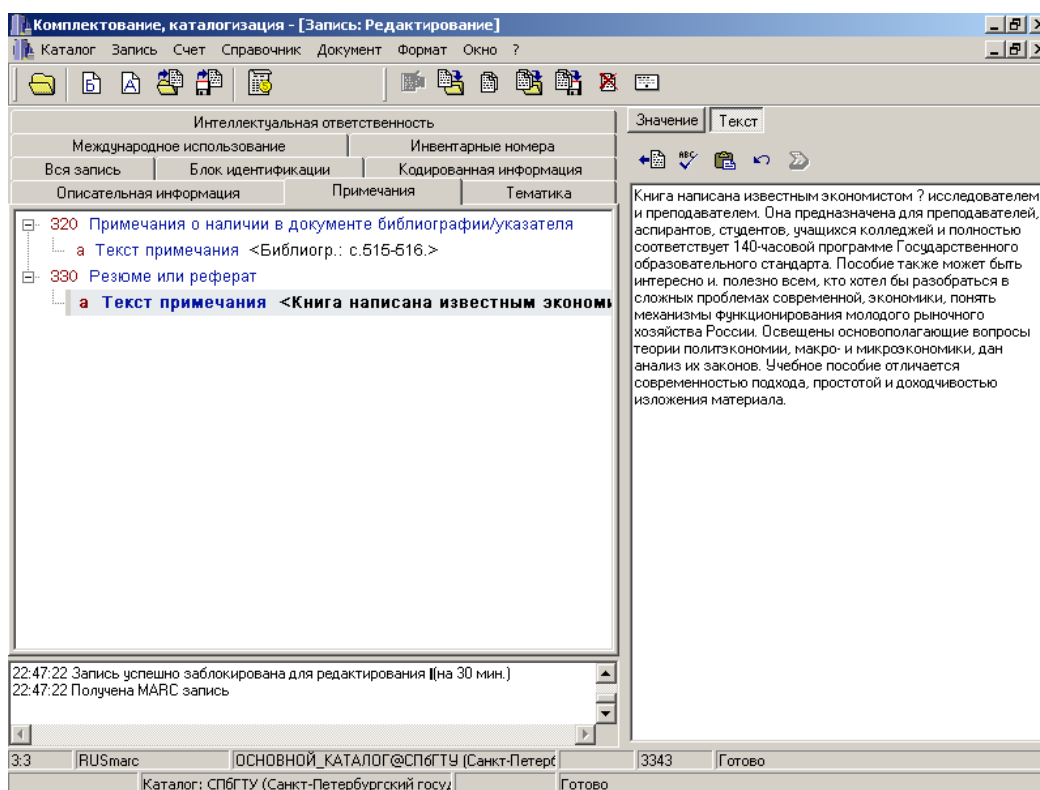 Комплектование, каталогизация - [Запись: Редактирование]
Каталог Запись Счет Справочник Документ Формат Окно ?
Б А
Интеллектуальная ответственность
Международное использование Инвентарные номера
Вся запись Блок идентификации Кодированная информация
Описательная информация Примечания Тематика
320 Примечания о наличии в документе библиографии/указателя
a Текст примечания <Библиогр.: с.515-516.>
330 Резюме или реферат
a Текст примечания <Книга написана известным экономи
Значение Текст
ABC
Книга написана известным экономистом ? исследователем
и преподавателем. Она предназначена для преподавателей,
аспирантов, студентов, учащихся колледжей и полностью
соответствует 140-часовой программе Государственного
образовательного стандарта. Пособие также может быть
интересно и. полезно всем, кто хотел бы разобраться в
сложных проблемах современной, экономики, понять
механизмы функционирования молодого рыночного
хозяйства России. Освещены основополагающие вопросы
теории политэкономии, макро- и микроэкономики, дан
анализ их законов. Учебное пособие отличается
современностью подхода, простотой и доходчивостью
изложения материала.
22:47:22 Запись успешно заблокирована для редактирования (на 30 мин.)
22:47:22 Получена MARC запись
3:3 RUSmarc ОСНОВНОЙ_КАТАЛОГ@СПбГТУ (Санкт-Петерб 3343 Готово
Каталог: СПбГТУ (Санкт-Петербургский госуд Готово